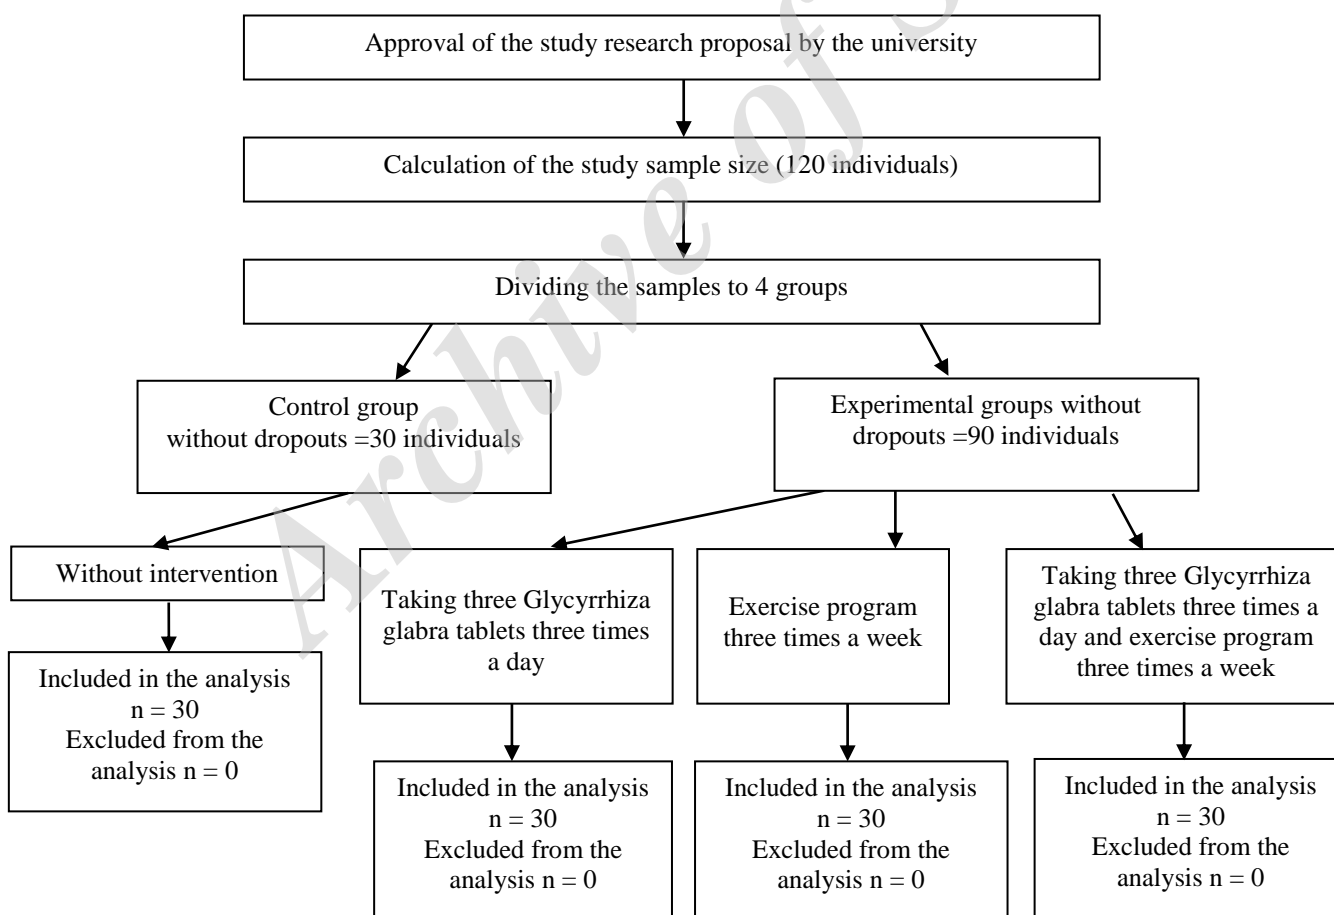 Approval of the study research proposal by the university
Calculation of the study sample size (120 individuals)
Dividing the samples to 4 groups
Control group
without dropouts =30 individuals
Experimental groups without
dropouts =90 individuals
Without intervention
Taking three Glycyrrhiza
glabra tablets three times
a day
Exercise program
three times a week
Taking three Glycyrrhiza
glabra tablets three times a
day and exercise program
three times a week
Included in the analysis
n = 30
Excluded from the
analysis n = 0
Included in the analysis
n = 30
Excluded from the
analysis n = 0
Included in the analysis
n = 30
Excluded from the
analysis n = 0
Included in the analysis
n = 30
Excluded from the
analysis n = 0
Archive of